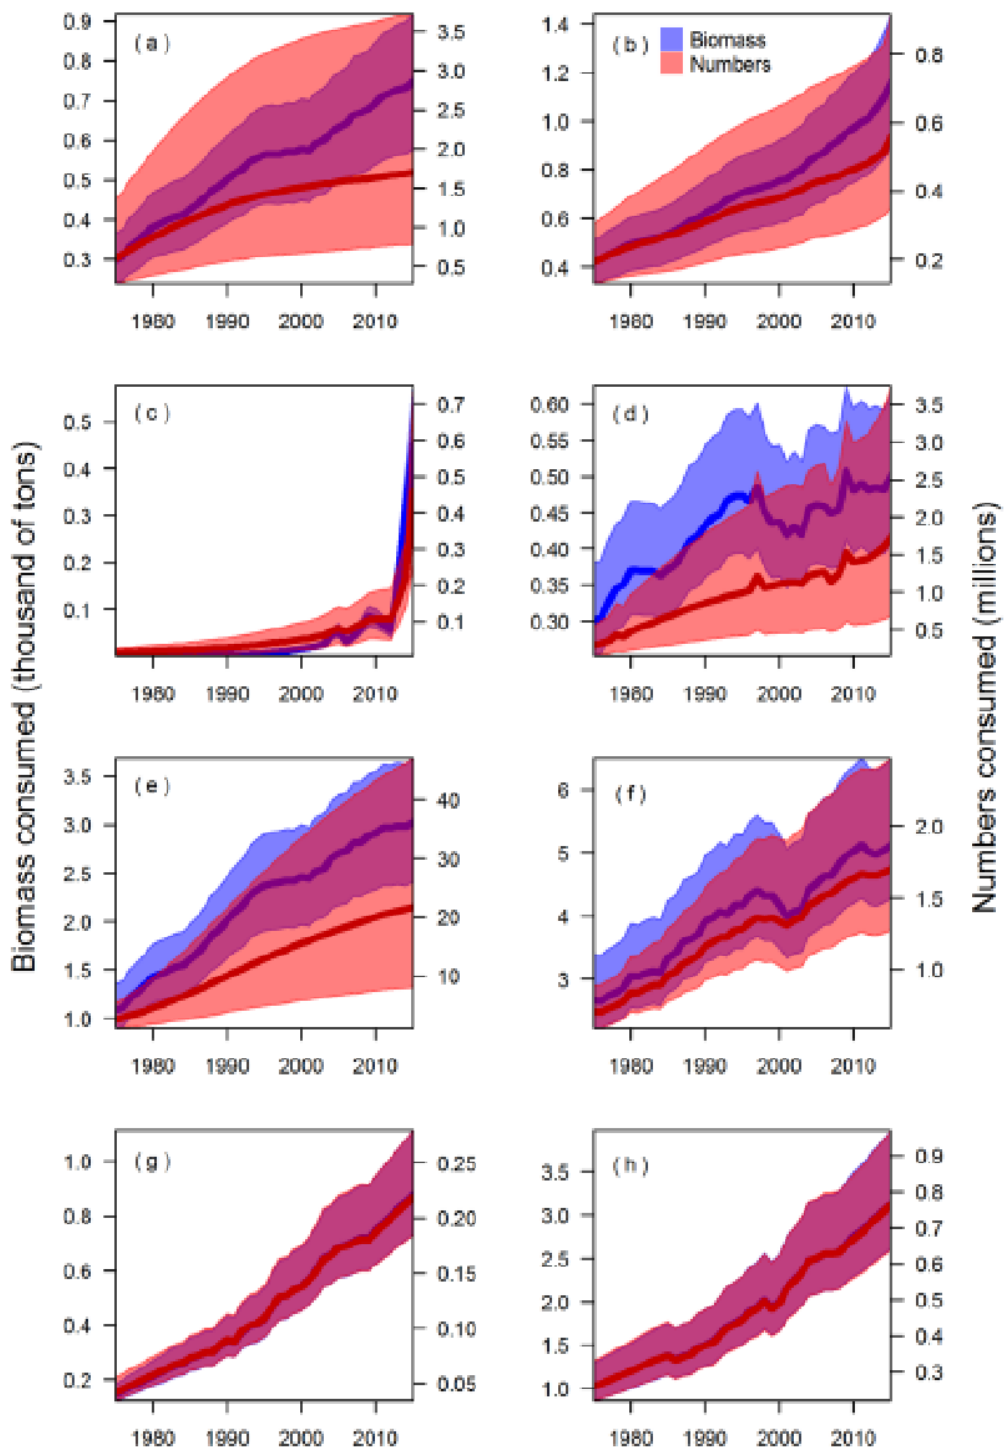 0.9 (a) 3.5
0.8 3.0
0.7 2.5
0.6 2.0
0.5 1.5
0.4 1.0
0.3 0.5
1980 1990 2000 2010
1.4 (b) Biomass 0.8
Numbers
1.2
1.0 0.6
0.8 0.4
0.6
0.4 0.2
1980 1990 2000 2010
(c) 0.7
0.5 0.6
0.4 0.5
0.3 0.4
0.2 0.3
0.2
0.1 0.1
1980 1990 2000 2010
0.60 (d) 3.5
0.55 3.0
0.50 2.5
0.45 2.0
0.40 1.5
0.35 1.0
0.30 0.5
1980 1990 2000 2010
Biomass consumed (thousand of tons)
Numbers consumed (millions)
3.5 (e) 40
3.0
2.5 30
2.0 20
1.5 10
1.0
1980 1990 2000 2010
6 (f) 2.0
5 1.5
4
3 1.0
1980 1990 2000 2010
1.0 (g) 0.25
0.8 0.20
0.6 0.15
0.4 0.10
0.2 0.05
1980 1990 2000 2010
3.5 (h) 0.9
3.0 0.8
0.7
2.5 0.6
2.0 0.5
1.5 0.4
1.0 0.3
1980 1990 2000 2010